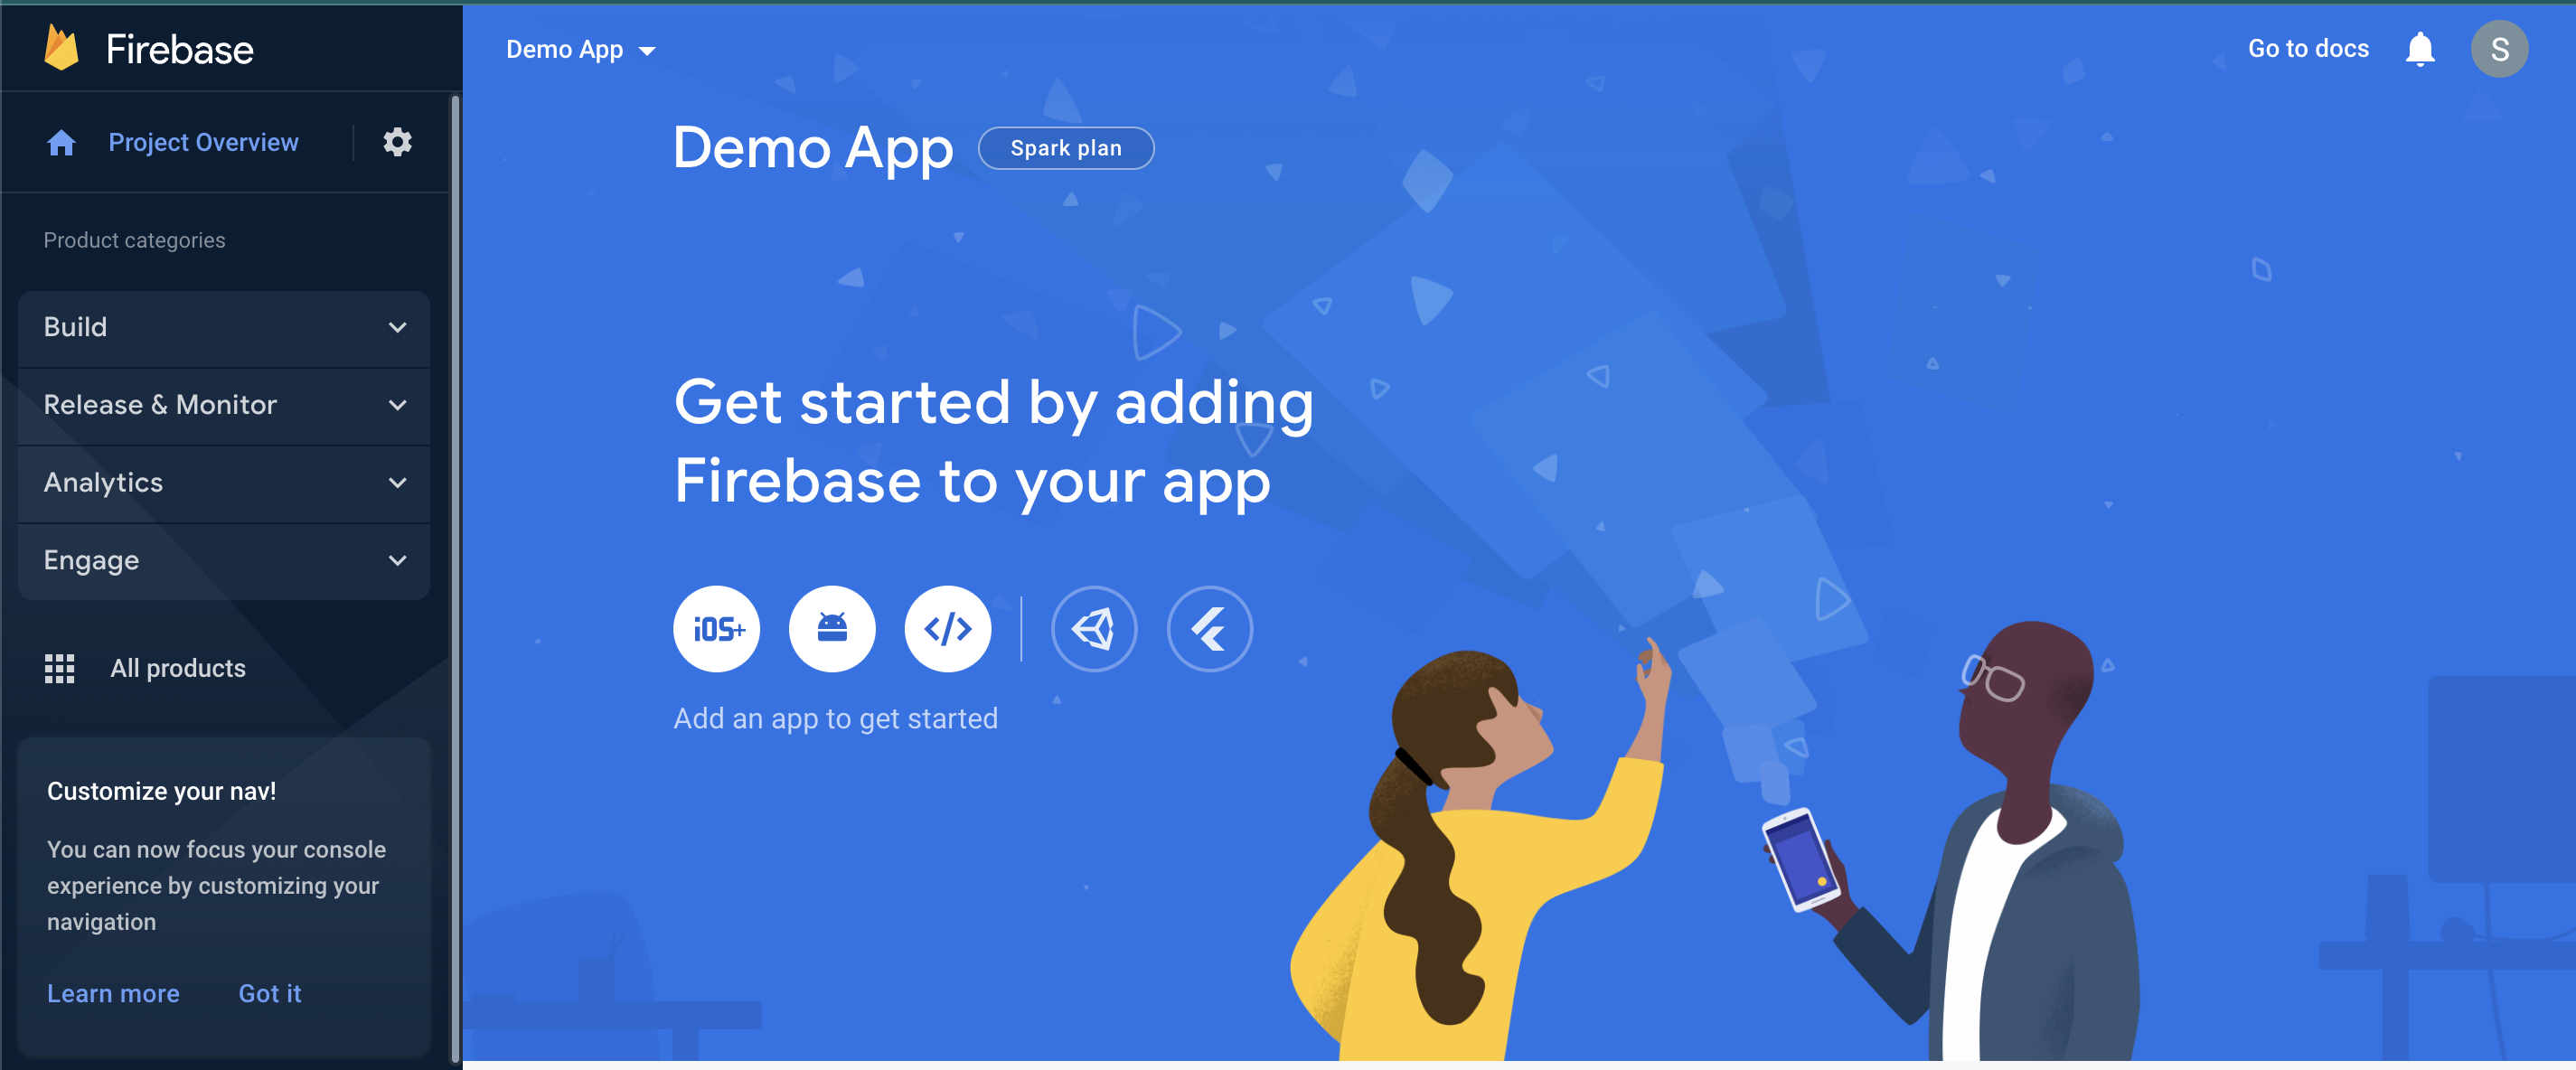 Firebase
Project Overview
Product categories
Build
Release & Monitor
Analytics
Engage
All products
Customize your nav!
You can now focus your console
experience by customizing your
navigation
Learn more
Got it
Demo App
Go to docs
S
Demo App
Spark plan
Get started by adding
Firebase to your app
iOS+
</>
Add an app to get started